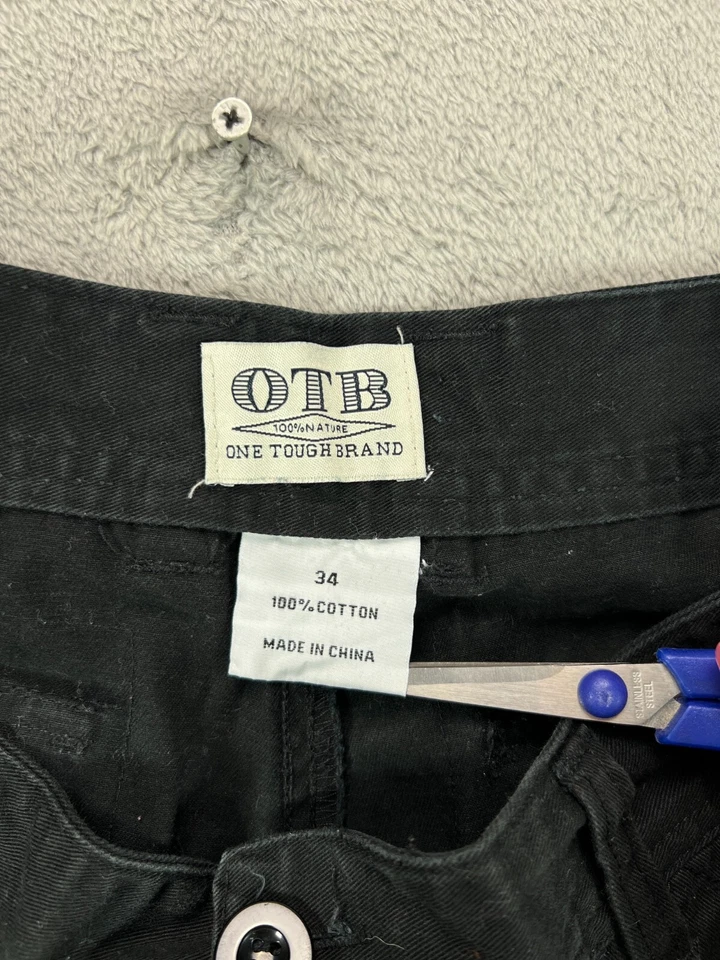 OTB
100% NATURE
ONE TOUGH BRAND
34
100% COTTON
MADE IN CHINA
STAINLESS
STEEL